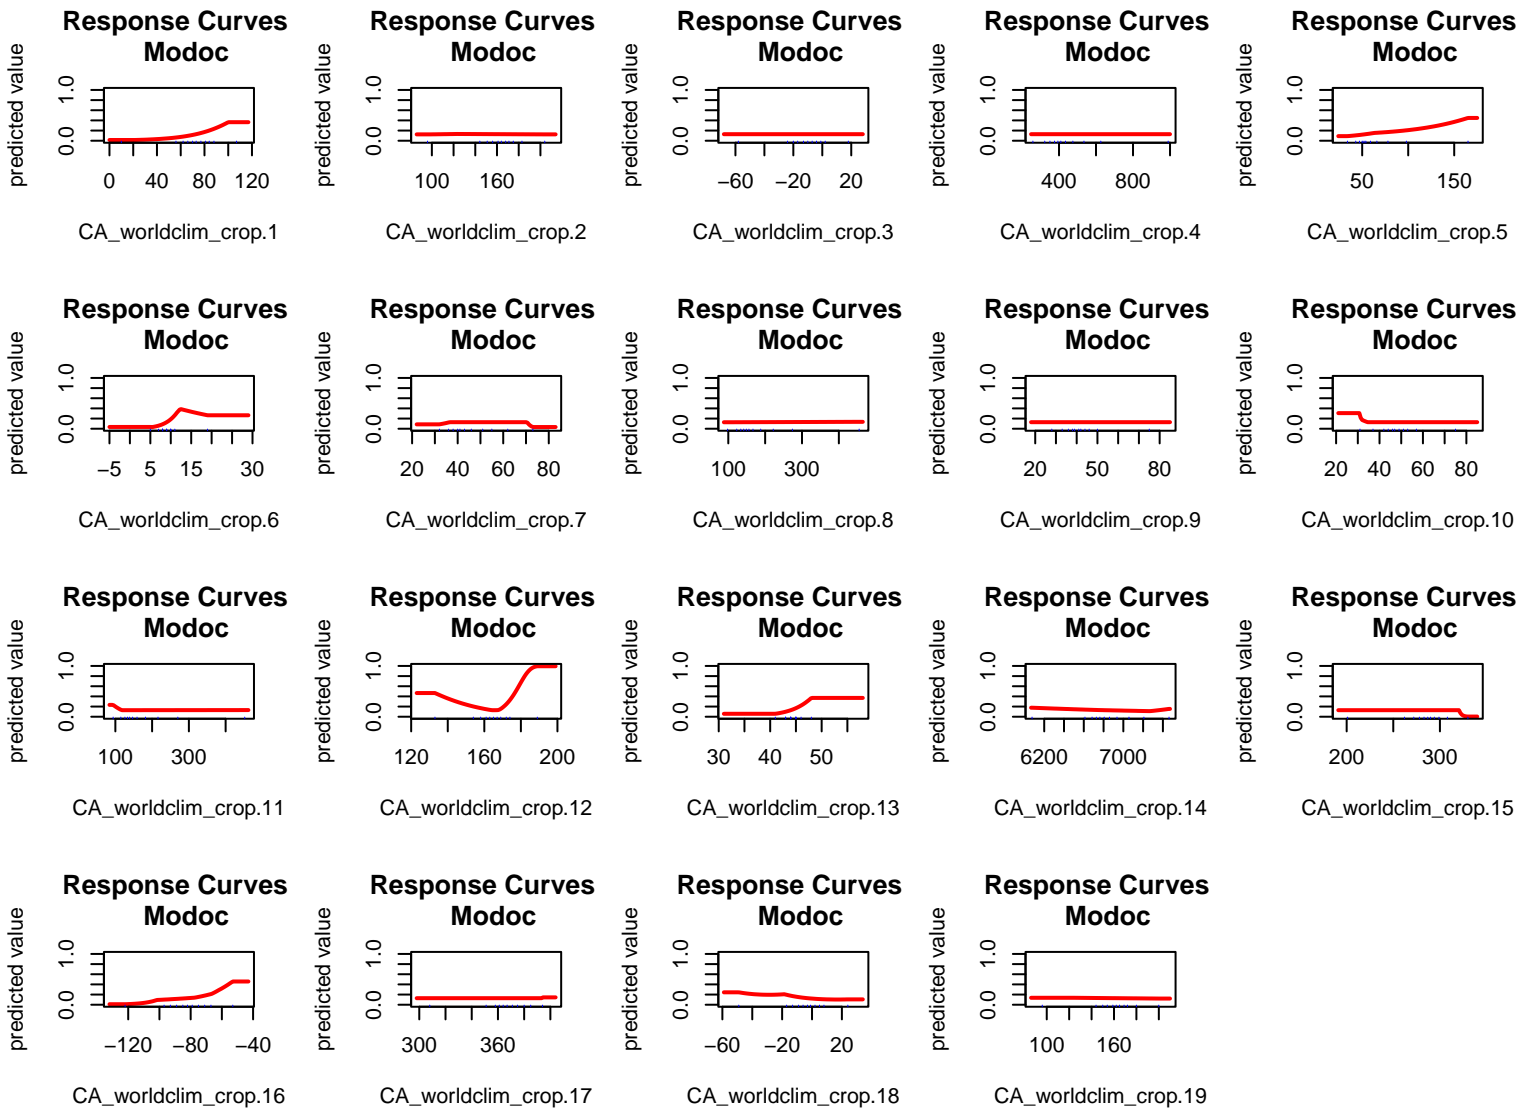 Response Curves
Modoc
predicted value
0.0 1.0
0 40 80 120
CA_worldclim_crop.1
Response Curves
Modoc
predicted value
0.0 1.0
100 160
CA_worldclim_crop.2
Response Curves
Modoc
predicted value
0.0 1.0
−60 −20 20
CA_worldclim_crop.3
Response Curves
Modoc
predicted value
0.0 1.0
400 800
CA_worldclim_crop.4
Response Curves
Modoc
predicted value
0.0 1.0
50 150
CA_worldclim_crop.5
Response Curves
Modoc
predicted value
0.0 1.0
−5 5 15 30
CA_worldclim_crop.6
Response Curves
Modoc
predicted value
0.0 1.0
20 40 60 80
CA_worldclim_crop.7
Response Curves
Modoc
predicted value
0.0 1.0
100 300
CA_worldclim_crop.8
Response Curves
Modoc
predicted value
0.0 1.0
20 50 80
CA_worldclim_crop.9
Response Curves
Modoc
predicted value
0.0 1.0
20 40 60 80
CA_worldclim_crop.10
Response Curves
Modoc
predicted value
0.0 1.0
100 300
CA_worldclim_crop.11
Response Curves
Modoc
predicted value
0.0 1.0
120 160 200
CA_worldclim_crop.12
Response Curves
Modoc
predicted value
0.0 1.0
30 40 50
CA_worldclim_crop.13
Response Curves
Modoc
predicted value
0.0 1.0
6200 7000
CA_worldclim_crop.14
Response Curves
Modoc
predicted value
0.0 1.0
200 300
CA_worldclim_crop.15
Response Curves
Modoc
predicted value
0.0 1.0
−120 −80 −40
CA_worldclim_crop.16
Response Curves
Modoc
predicted value
0.0 1.0
300 360
CA_worldclim_crop.17
Response Curves
Modoc
predicted value
0.0 1.0
−60 −20 20
CA_worldclim_crop.18
Response Curves
Modoc
predicted value
0.0 1.0
100 160
CA_worldclim_crop.19